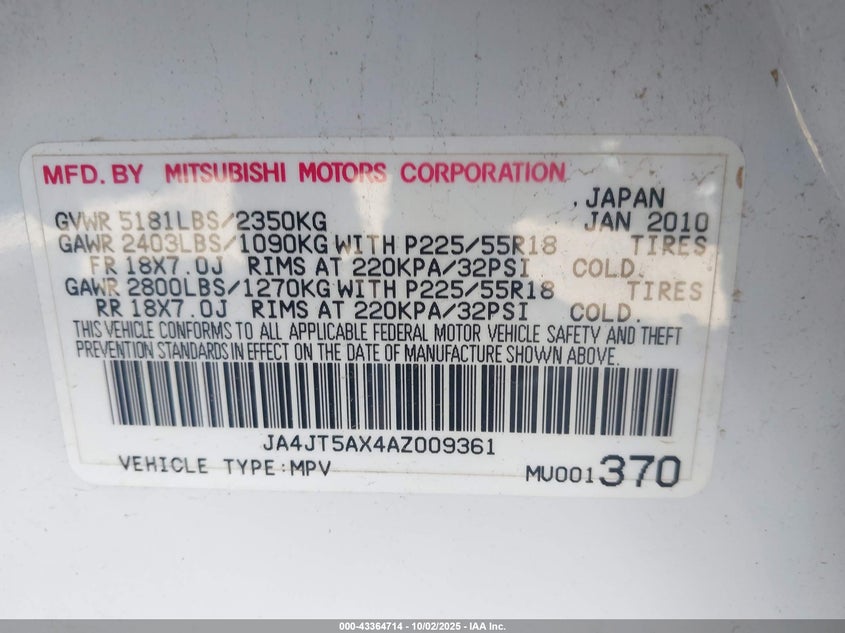 MFD. BY MITSUBISHI MOTORS CORPORATION
, JAPAN
GVWR 5181LBS/2350KG JAN 2010
GAWR 2403LBS/1090KG WITH P225/55R18 TIRES
FR 18X7.0J RIMS AT 220KPA/32PSI COLD.
GAWR 2800LBS/1270KG WITH P225/55R18 TIRES
RR 18X7.0J RIMS AT 220KPA/32PSI COLD.
THIS VEHICLE CONFORMS TO ALL APPLICABLE FEDERAL MOTOR VEHICLE SAFETY AND THEFT
PREVENTION STANDARDS IN EFFECT ON THE DATE OF MANUFACTURE SHOWN ABOVE.
JA4JT5AX4AZ009361
VEHICLE TYPE:MPV MU001370
000-43364714 - 10/02/2025 - IAA Inc.